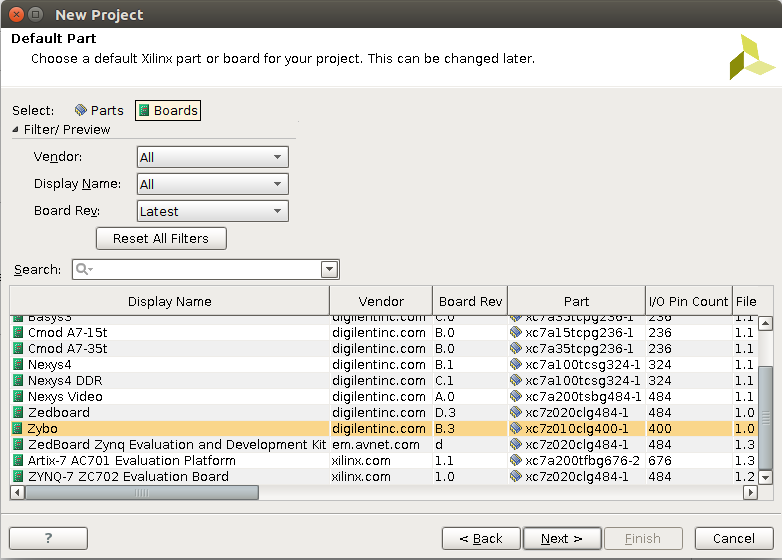 New Project
Default Part
Choose a default Xilinx part or board for your project. This can be changed later.
Select: Parts Boards
Filter/ Preview
Vendor: All
Display Name: All
Board Rev: Latest
Reset All Filters
Search:
Display Name Vendor Board Rev Part I/O Pin Count File
Basys3 digilentinc.com C.0 xc7a35tcpg236-1 236 1.1
Cmod A7-15t digilentinc.com B.0 xc7a15tcpg236-1 236 1.1
Cmod A7-35t digilentinc.com B.0 xc7a35tcpg236-1 236 1.1
Nexys4 digilentinc.com B.1 xc7a100tcsg324-1 324 1.1
Nexys4 DDR digilentinc.com C.1 xc7a100tcsg324-1 324 1.1
Nexys Video digilentinc.com A.0 xc7a200tsbg484-1 484 1.1
Zedboard digilentinc.com D.3 xc7z020clg484-1 484 1.0
Zybo digilentinc.com B.3 xc7z010clg400-1 400 1.0
ZedBoard Zynq Evaluation and Development Kit em.avnet.com d xc7z020clg484-1 484 1.3
Artix-7 AC701 Evaluation Platform xilinx.com 1.1 xc7a200tfbg676-2 676 1.3
ZYNQ-7 ZC702 Evaluation Board xilinx.com 1.0 xc7z020clg484-1 484 1.2
? < Back Next > Finish Cancel